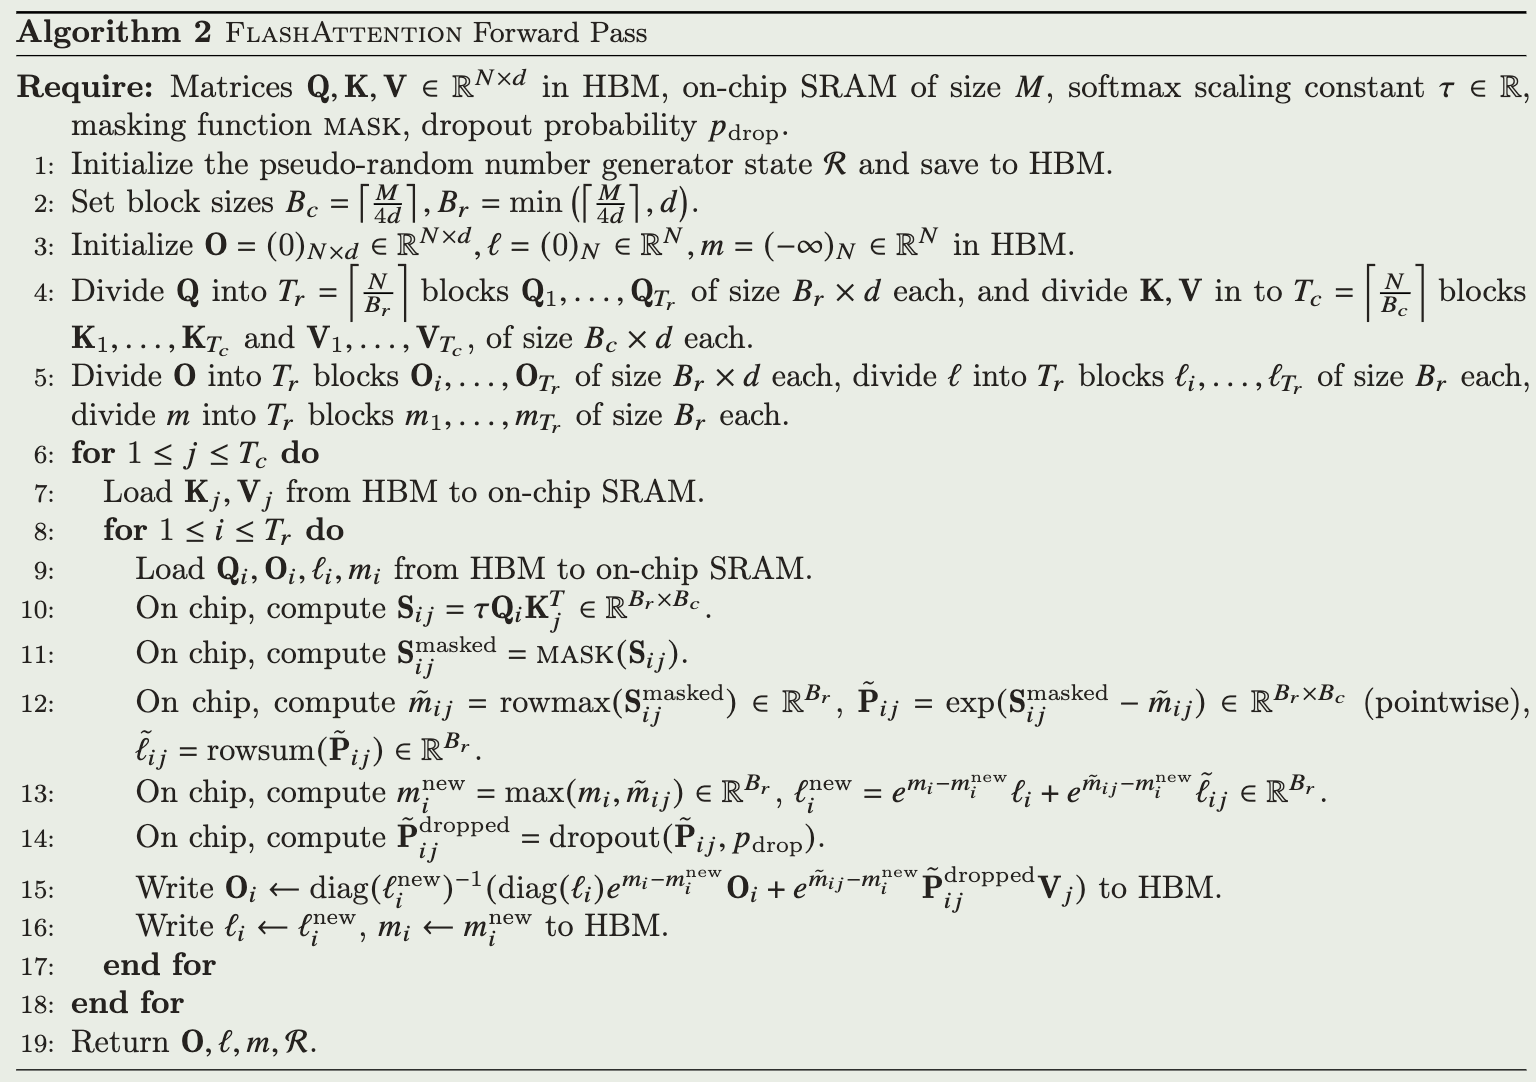 Algorithm 2 FLASHATTENTION Forward Pass
Require: Matrices Q, K, V ∈ ℝ^{N×d} in HBM, on-chip SRAM of size M, softmax scaling constant τ ∈ ℝ,
masking function MASK, dropout probability p_{drop}.
1: Initialize the pseudo-random number generator state ℛ and save to HBM.
2: Set block sizes B_c = ⌈M/4d⌉, B_r = min (⌈M/4d⌉, d).
3: Initialize O = (0)_{N×d} ∈ ℝ^{N×d}, ℓ = (0)_N ∈ ℝ^N, m = (−∞)_N ∈ ℝ^N in HBM.
4: Divide Q into T_r = ⌈N/B_r⌉ blocks Q_1, . . . , Q_{T_r} of size B_r × d each, and divide K, V in to T_c = ⌈N/B_c⌉ blocks
K_1, . . . , K_{T_c} and V_1, . . . , V_{T_c}, of size B_c × d each.
5: Divide O into T_r blocks O_i, . . . , O_{T_r} of size B_r × d each, divide ℓ into T_r blocks ℓ_i, . . . , ℓ_{T_r} of size B_r each,
divide m into T_r blocks m_1, . . . , m_{T_r} of size B_r each.
6: for 1 ≤ j ≤ T_c do
7: Load K_j, V_j from HBM to on-chip SRAM.
8: for 1 ≤ i ≤ T_r do
9: Load Q_i, O_i, ℓ_i, m_i from HBM to on-chip SRAM.
10: On chip, compute S_{ij} = τQ_iK_j^T ∈ ℝ^{B_r×B_c}.
11: On chip, compute S_{ij}^{masked} = MASK(S_{ij}).
12: On chip, compute m̃_{ij} = rowmax(S_{ij}^{masked}) ∈ ℝ^{B_r}, P̃_{ij} = exp(S_{ij}^{masked} − m̃_{ij}) ∈ ℝ^{B_r×B_c} (pointwise),
ℓ̃_{ij} = rowsum(P̃_{ij}) ∈ ℝ^{B_r}.
13: On chip, compute m_i^{new} = max(m_i, m̃_{ij}) ∈ ℝ^{B_r}, ℓ_i^{new} = e^{m_i−m_i^{new}}ℓ_i + e^{m̃_{ij}−m_i^{new}}ℓ̃_{ij} ∈ ℝ^{B_r}.
14: On chip, compute P̃_{ij}^{dropped} = dropout(P̃_{ij}, p_{drop}).
15: Write O_i ← diag(ℓ_i^{new})^{−1}(diag(ℓ_i)e^{m_i−m_i^{new}}O_i + e^{m̃_{ij}−m_i^{new}}P̃_{ij}^{dropped}V_j) to HBM.
16: Write ℓ_i ← ℓ_i^{new}, m_i ← m_i^{new} to HBM.
17: end for
18: end for
19: Return O, ℓ, m, ℛ.